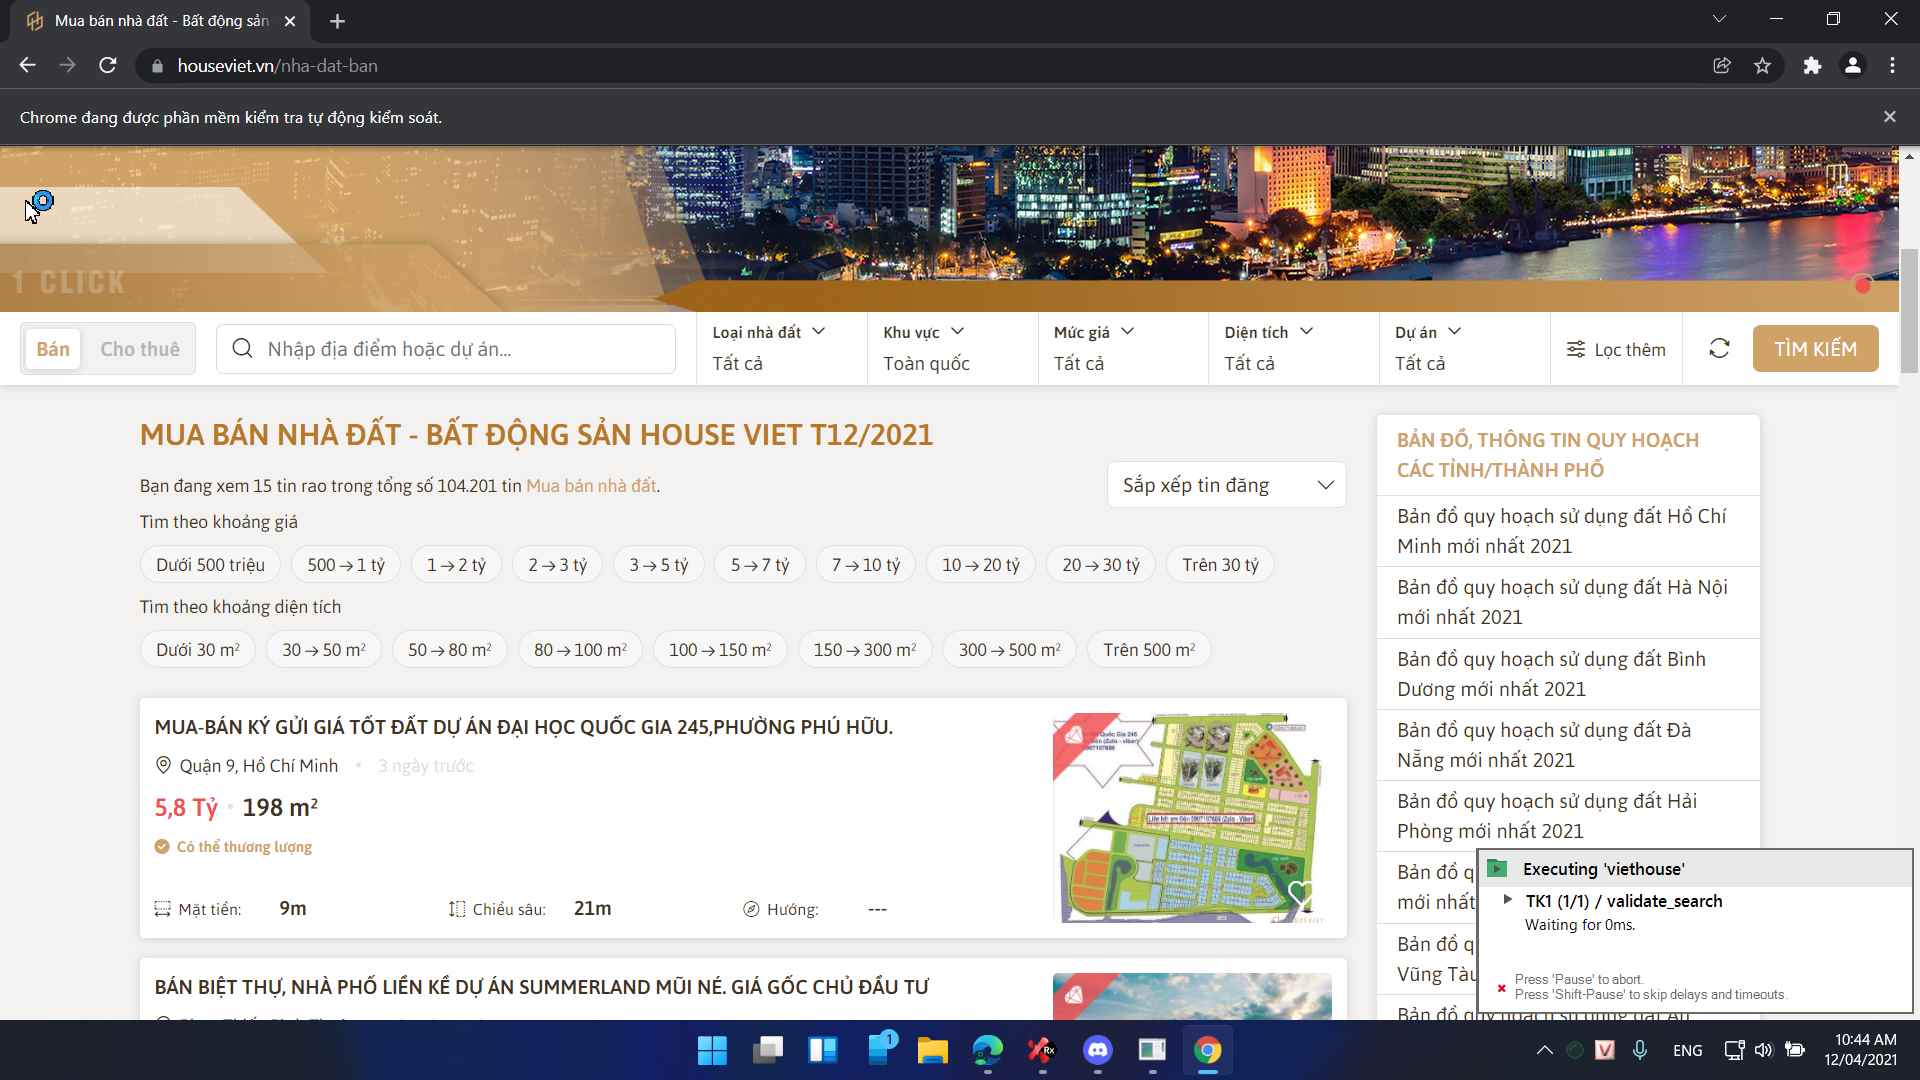 Mua bán nhà đất - Bất động sản
houseviet.vn/nha-dat-ban
Chrome đang được phần mềm kiểm tra tự động kiểm soát.
1 CLICK
Bán
Cho thuê
Nhập địa điểm hoặc dự án...
Loại nhà đất
Tất cả
Khu vực
Toàn quốc
Mức giá
Tất cả
Diện tích
Tất cả
Dự án
Tất cả
Lọc thêm
TÌM KIẾM
MUA BÁN NHÀ ĐẤT - BẤT ĐỘNG SẢN HOUSE VIET T12/2021
Bạn đang xem 15 tin rao trong tổng số 104.201 tin Mua bán nhà đất.
Sắp xếp tin đăng
Tìm theo khoảng giá
Dưới 500 triệu
500 → 1 tỷ
1 → 2 tỷ
2 → 3 tỷ
3 → 5 tỷ
5 → 7 tỷ
7 → 10 tỷ
10 → 20 tỷ
20 → 30 tỷ
Trên 30 tỷ
Tìm theo khoảng diện tích
Dưới 30 m²
30 → 50 m²
50 → 80 m²
80 → 100 m²
100 → 150 m²
150 → 300 m²
300 → 500 m²
Trên 500 m²
MUA-BÁN KÝ GỬI GIÁ TỐT ĐẤT DỰ ÁN ĐẠI HỌC QUỐC GIA 245,PHƯỜNG PHÚ HỮU.
Quận 9, Hồ Chí Minh • 3 ngày trước
5,8 Tỷ • 198 m²
Có thể thương lượng
Mặt tiền: 9m
Chiều sâu: 21m
Hướng: ---
BÁN BIỆT THỰ, NHÀ PHỐ LIỀN KỀ DỰ ÁN SUMMERLAND MŨI NÉ. GIÁ GỐC CHỦ ĐẦU TƯ
BẢN ĐỒ, THÔNG TIN QUY HOẠCH
CÁC TỈNH/THÀNH PHỐ
Bản đồ quy hoạch sử dụng đất Hồ Chí
Minh mới nhất 2021
Bản đồ quy hoạch sử dụng đất Hà Nội
mới nhất 2021
Bản đồ quy hoạch sử dụng đất Bình
Dương mới nhất 2021
Bản đồ quy hoạch sử dụng đất Đà
Nẵng mới nhất 2021
Bản đồ quy hoạch sử dụng đất Hải
Phòng mới nhất 2021
Bản đồ q
mới nhất
Bản đồ q
Vũng Tàu
Executing 'viethouse'
TK1 (1/1) / validate_search
Waiting for 0ms.
Press 'Pause' to abort.
Press 'Shift-Pause' to skip delays and timeouts.
1
ENG
10:44 AM
12/04/2021